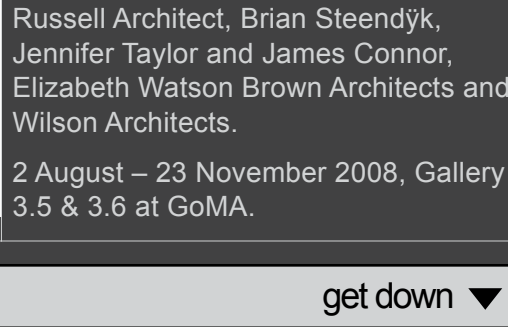 Russell Architect, Brian Steendÿk,
Jennifer Taylor and James Connor,
Elizabeth Watson Brown Architects and
Wilson Architects.
2 August – 23 November 2008, Gallery
3.5 & 3.6 at GoMA.
get down ▼